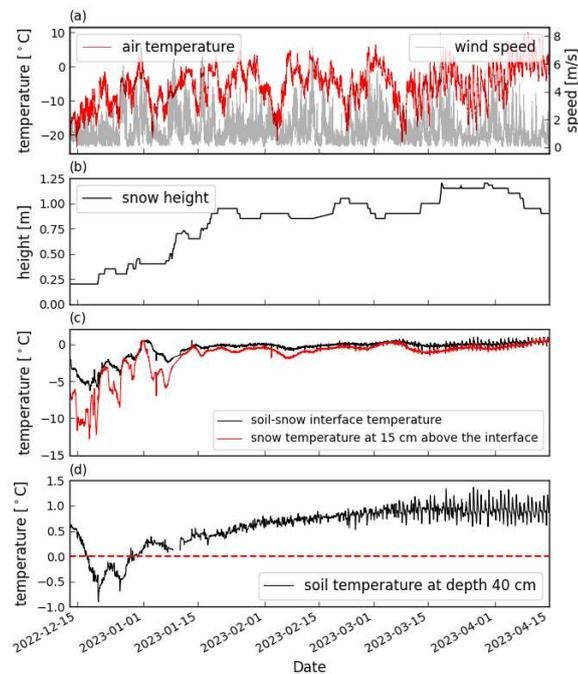 (a)
10
0
−10
−20
temperature [°C]
air temperature
wind speed
8
6
4
2
0
speed [m/s]
(b)
1.25
1.00
0.75
0.50
0.25
0.00
height [m]
snow height
(c)
0
−5
−10
−15
temperature [°C]
soil-snow interface temperature
snow temperature at 15 cm above the interface
(d)
1.5
1.0
0.5
0.0
−0.5
−1.0
temperature [°C]
soil temperature at depth 40 cm
2022-12-15
2023-01-01
2023-01-15
2023-02-01
2023-02-15
2023-03-01
2023-03-15
2023-04-01
2023-04-15
Date